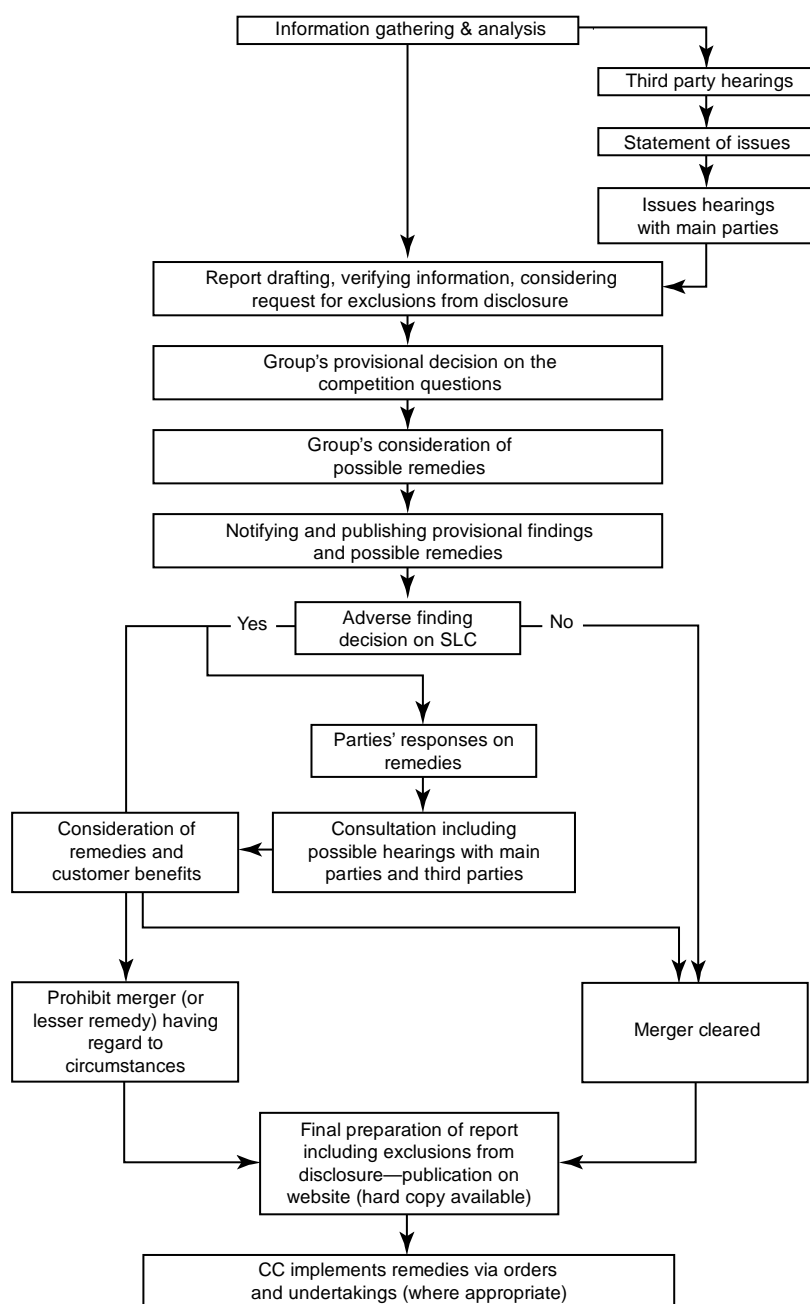 Information gathering & analysis
Third party hearings
Statement of issues
Issues hearings
with main parties
Report drafting, verifying information, considering
request for exclusions from disclosure
Group’s provisional decision on the
competition questions
Group’s consideration of
possible remedies
Notifying and publishing provisional findings
and possible remedies
Yes
Adverse finding
decision on SLC
No
Parties’ responses on
remedies
Consideration of
remedies and
customer benefits
Consultation including
possible hearings with main
parties and third parties
Prohibit merger (or
lesser remedy) having
regard to
circumstances
Merger cleared
Final preparation of report
including exclusions from
disclosure—publication on
website (hard copy available)
CC implements remedies via orders
and undertakings (where appropriate)